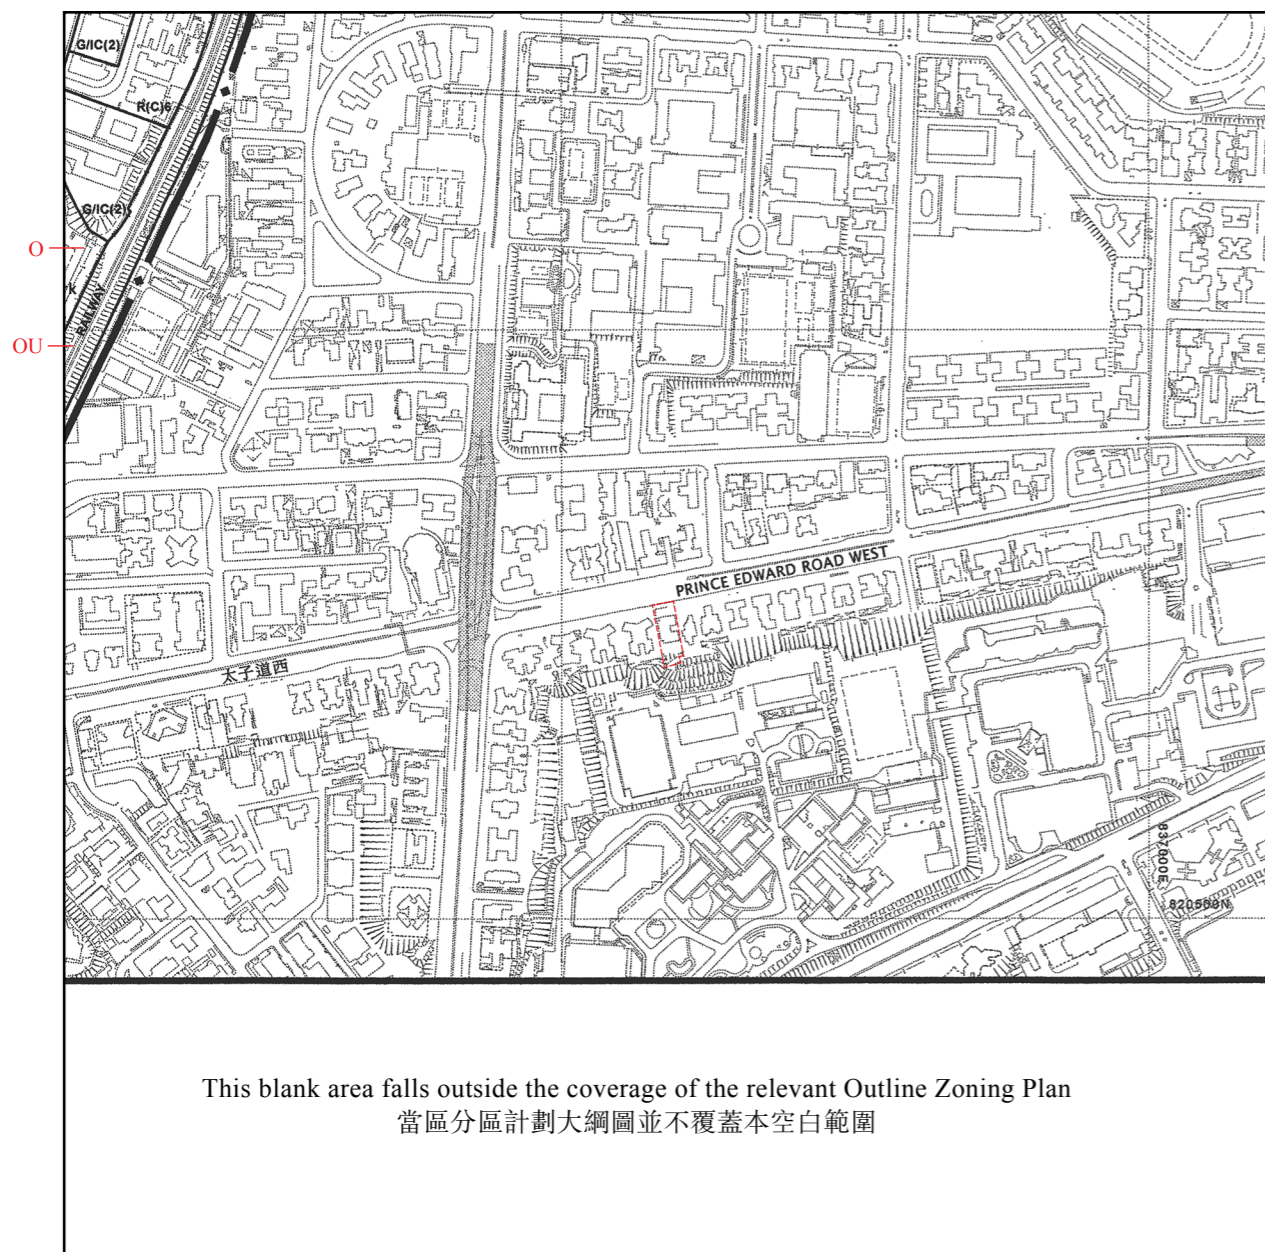 G/IC(2)
R(C)6
G/IC(2)
O
RAILWAY
OU
PRINCE EDWARD ROAD WEST
太子道西
837000E
820500N
This blank area falls outside the coverage of the relevant Outline Zoning Plan
當區分區計劃大綱圖並不覆蓋本空白範圍